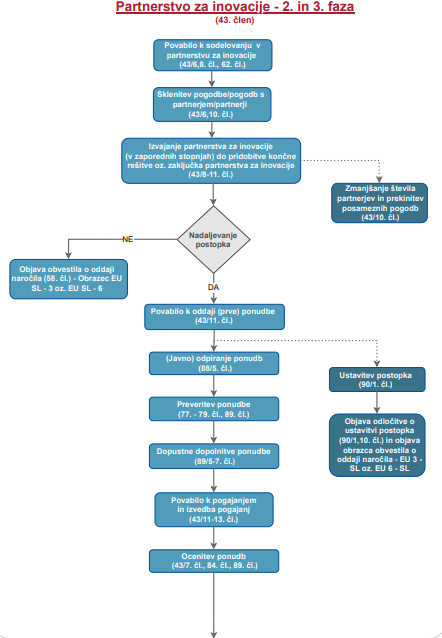 Partnerstvo za inovacije - 2. in 3. faza
(43. člen)
Povabilo k sodelovanju v
partnerstvu za inovacije
(43/6,8. čl., 62. čl.)
Sklenitev pogodbe/pogodb s
partnerjem/partnerji
(43/6,10. čl.)
Izvajanje partnerstva za inovacije
(v zaporednih stopnjah) do pridobitve končne
rešitve oz. zaključka partnerstva za inovacije
(43/8-11. čl.)
Zmanjšanje števila
partnerjev in prekinitev
posameznih pogodb
(43/10. čl.)
Nadaljevanje
postopka
NE
Objava obvestila o oddaji
naročila (58. čl.) - Obrazec EU
SL - 3 oz. EU SL - 6
DA
Povabilo k oddaji (prve) ponudbe
(43/11. čl.)
(Javno) odpiranje ponudb
(88/5. čl.)
Ustavitev postopka
(90/1. čl.)
Preveritev ponudbe
(77. - 79. čl., 89. čl.)
Objava odločitve o
ustavitvi postopka
(90/1,10. čl.) in objava
obrazca obvestila o
oddaji naročila - EU 3 -
SL oz. EU 6 - SL
Dopustne dopolnitve ponudbe
(89/5-7. čl.)
Povabilo k pogajanjem
in izvedba pogajanj
(43/11-13. čl.)
Ocenitev ponudb
(43/7. čl., 84. čl., 89. čl.)